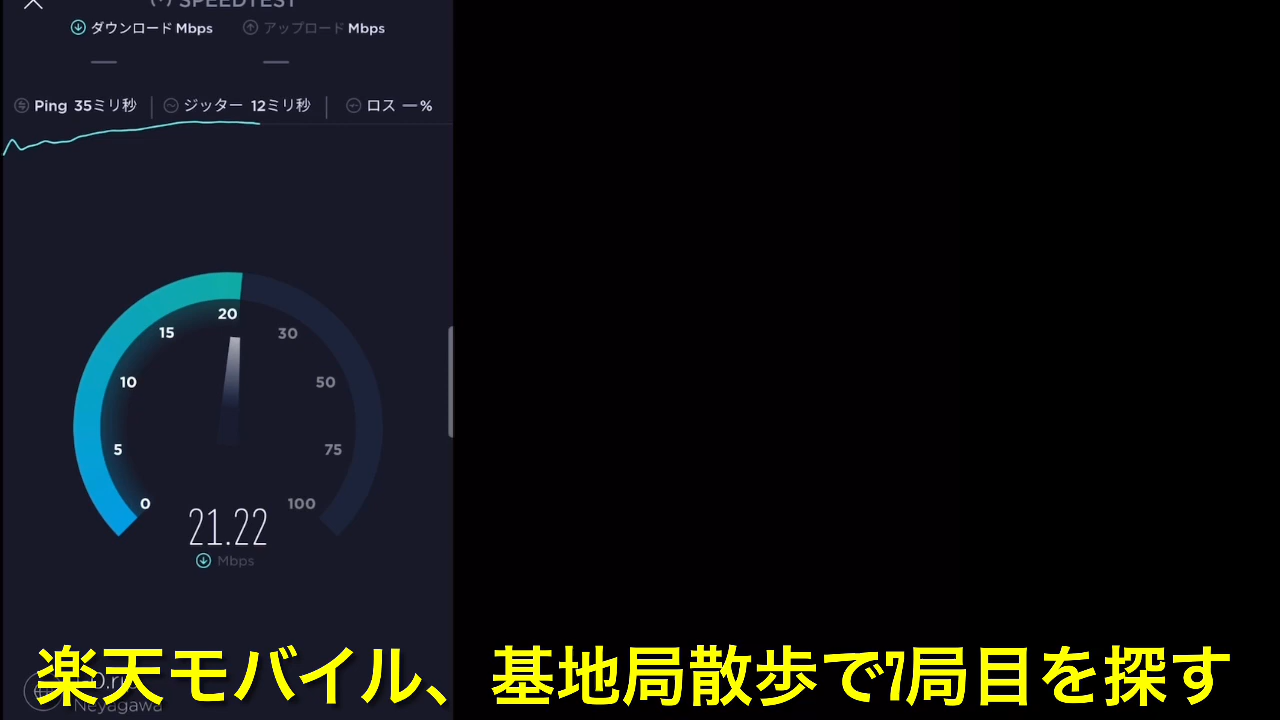 SPEEDTEST
ダウンロード Mbps
アップロード Mbps
Ping 35ミリ秒
ジッター 12ミリ秒
ロス —%
20
15
30
10
50
5
75
0
100
21.22
Mbps
楽天モバイル、基地局散歩で7局目を探す
Neyagawa